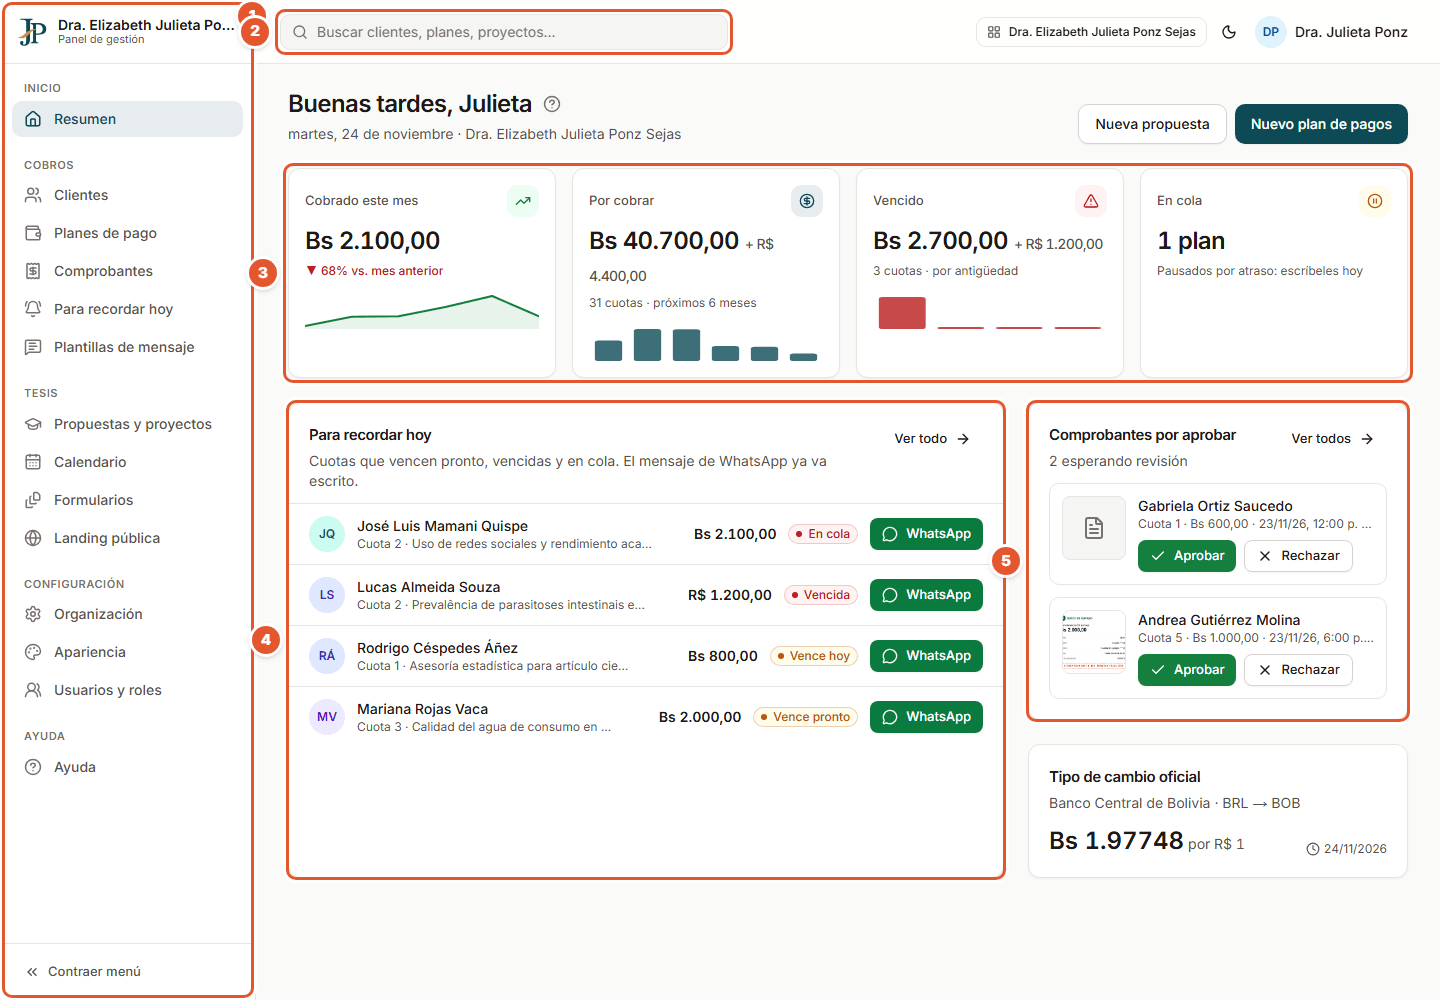 Dra. Elizabeth Julieta Po...
Panel de gestión
2
Buscar clientes, planes, proyectos...
Dra. Elizabeth Julieta Ponz Sejas
DP
Dra. Julieta Ponz
INICIO
Resumen
COBROS
Clientes
Planes de pago
Comprobantes
Para recordar hoy
Plantillas de mensaje
TESIS
Propuestas y proyectos
Calendario
Formularios
Landing pública
CONFIGURACIÓN
Organización
Apariencia
Usuarios y roles
AYUDA
Ayuda
Contraer menú
Buenas tardes, Julieta
martes, 24 de noviembre · Dra. Elizabeth Julieta Ponz Sejas
Nueva propuesta
Nuevo plan de pagos
3
Cobrado este mes
Bs 2.100,00
▼ 68% vs. mes anterior
Por cobrar
Bs 40.700,00 + R$
4.400,00
31 cuotas · próximos 6 meses
Vencido
Bs 2.700,00 + R$ 1.200,00
3 cuotas · por antigüedad
En cola
1 plan
Pausados por atraso: escríbeles hoy
4
Para recordar hoy
Ver todo →
Cuotas que vencen pronto, vencidas y en cola. El mensaje de WhatsApp ya va
escrito.
JQ
José Luis Mamani Quispe
Cuota 2 · Uso de redes sociales y rendimiento aca...
Bs 2.100,00
En cola
WhatsApp
LS
Lucas Almeida Souza
Cuota 2 · Prevalência de parasitoses intestinais e...
R$ 1.200,00
Vencida
WhatsApp
RÁ
Rodrigo Céspedes Áñez
Cuota 1 · Asesoría estadística para artículo cie...
Bs 800,00
Vence hoy
WhatsApp
MV
Mariana Rojas Vaca
Cuota 3 · Calidad del agua de consumo en ...
Bs 2.000,00
Vence pronto
WhatsApp
5
Comprobantes por aprobar
Ver todos →
2 esperando revisión
Gabriela Ortiz Saucedo
Cuota 1 · Bs 600,00 · 23/11/26, 12:00 p. ...
Aprobar
Rechazar
Andrea Gutiérrez Molina
Cuota 5 · Bs 1.000,00 · 23/11/26, 6:00 p....
Aprobar
Rechazar
Tipo de cambio oficial
Banco Central de Bolivia · BRL → BOB
Bs 1.97748 por R$ 1
24/11/2026